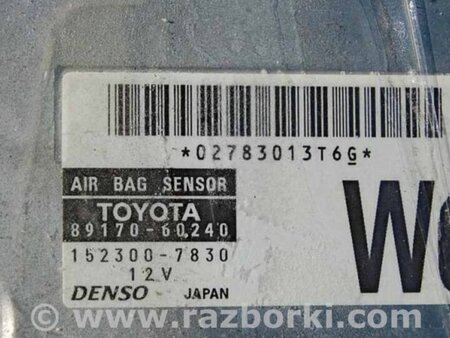 *02783013T6G*
AIR BAG SENSOR
TOYOTA
89170-60240
152300-7830
12V
DENSO JAPAN
www.razborki.com